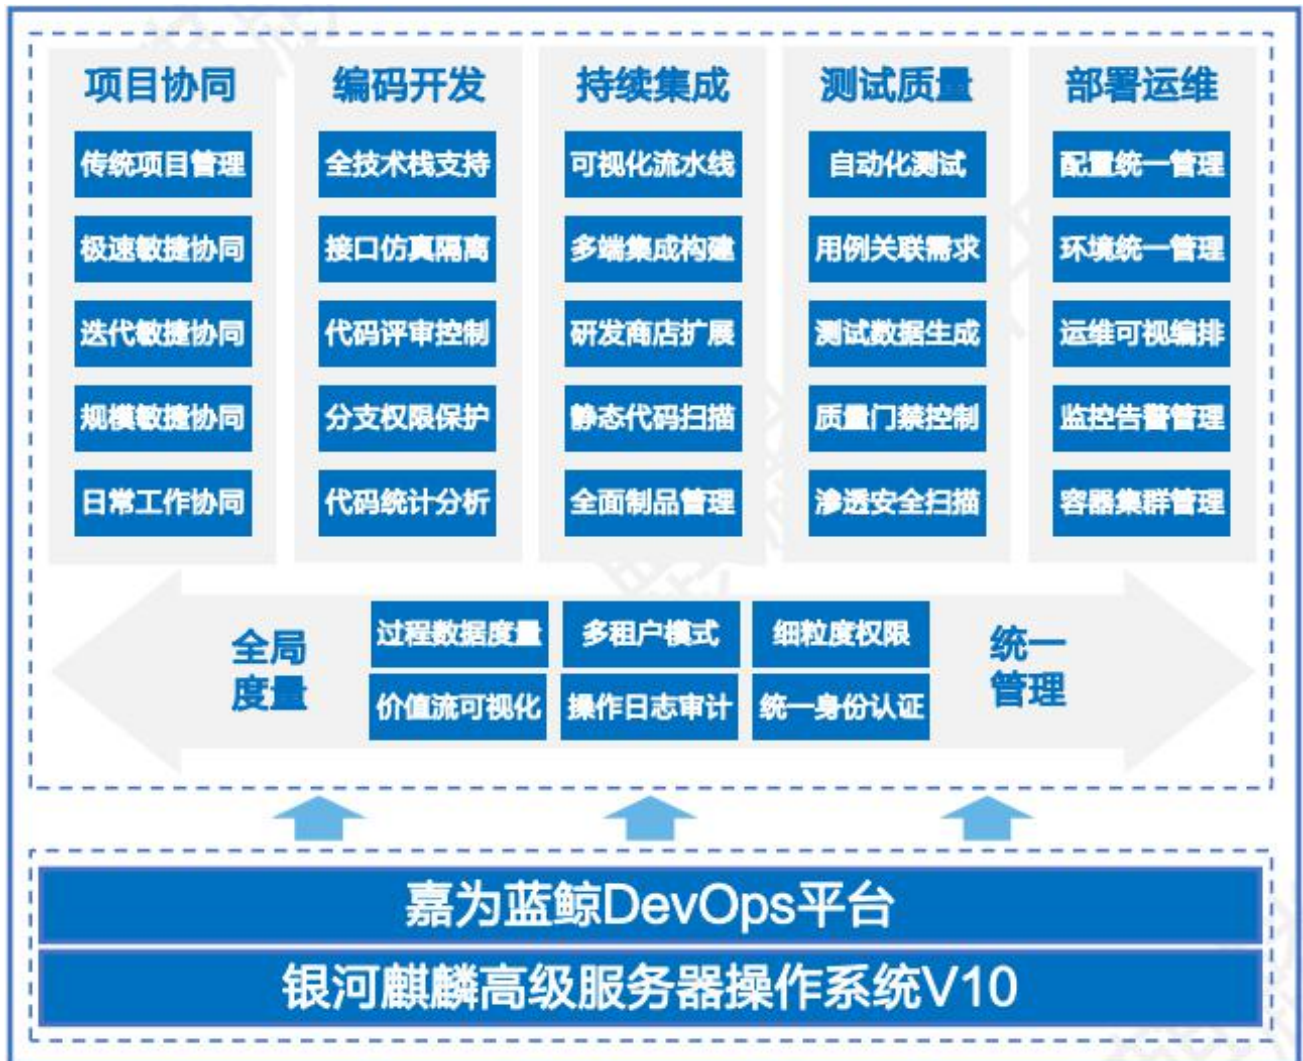 项目协同
编码开发
持续集成
测试质量
部署运维
传统项目管理
全技术栈支持
可视化流水线
自动化测试
配置统一管理
极速敏捷协同
接口仿真隔离
多端集成构建
用例关联需求
环境统一管理
迭代敏捷协同
代码评审控制
研发商店扩展
测试数据生成
运维可视编排
规模敏捷协同
分支权限保护
静态代码扫描
质量门禁控制
监控告警管理
日常工作协同
代码统计分析
全面制品管理
渗透安全扫描
容器集群管理
全局
度量
过程数据度量
多租户模式
细粒度权限
价值流可视化
操作日志审计
统一身份认证
统一
管理
嘉为蓝鲸DevOps平台
银河麒麟高级服务器操作系统V10